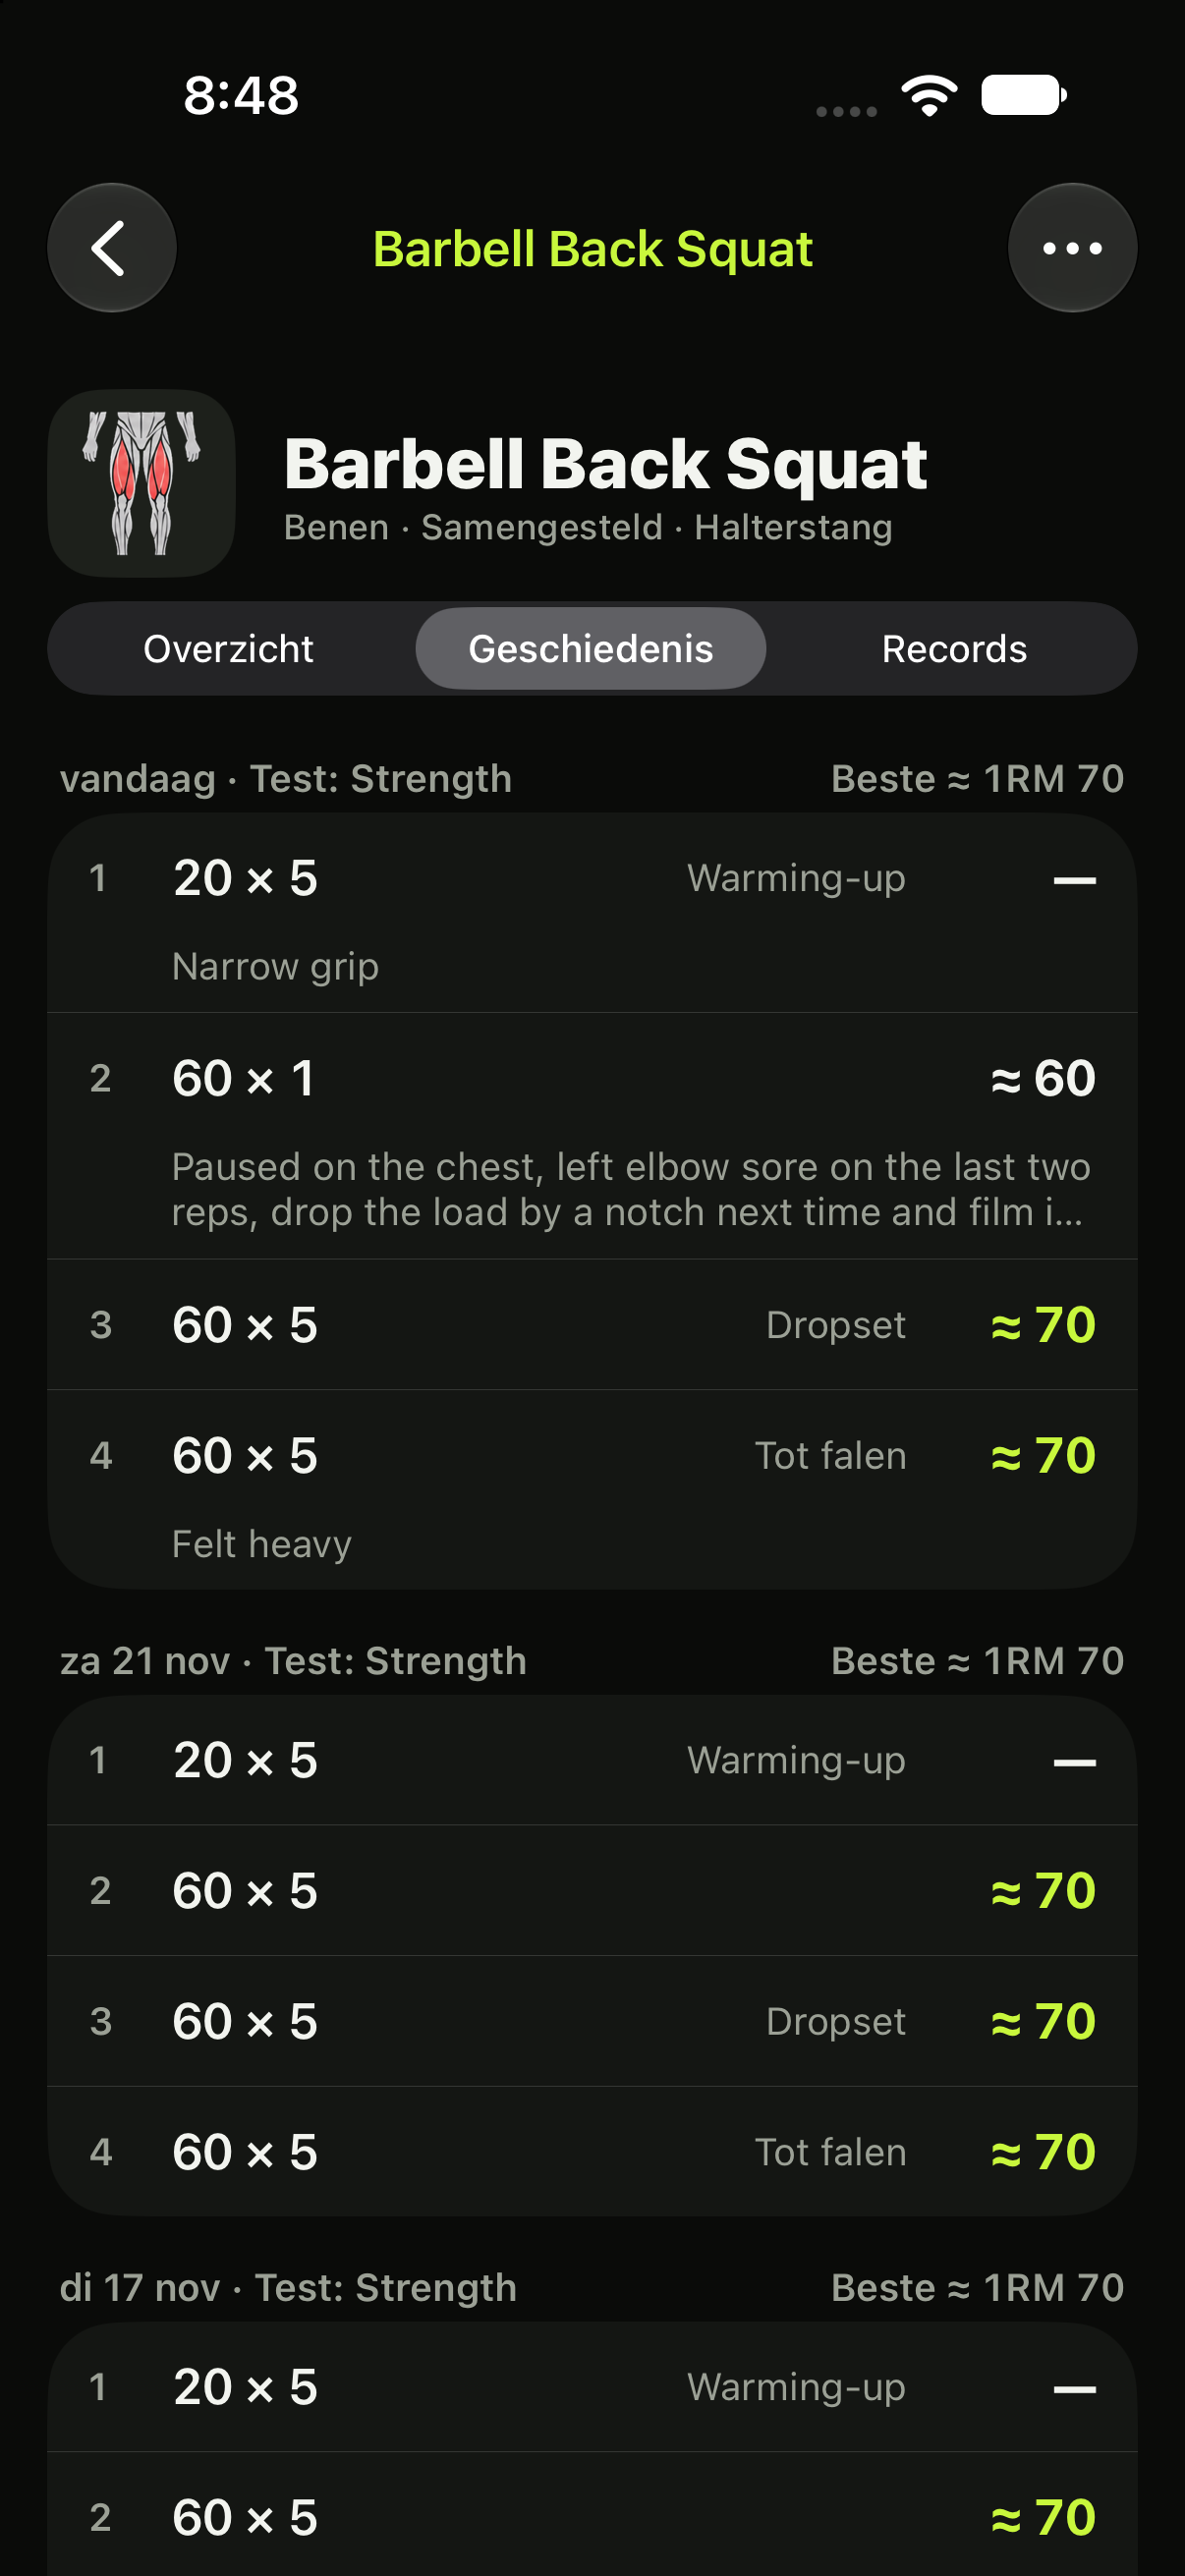 8:48
Barbell Back Squat
Barbell Back Squat
Benen · Samengesteld · Halterstang
Overzicht Geschiedenis Records
vandaag · Test: Strength Beste ≈ 1RM 70
1 20 × 5 Warming-up —
Narrow grip
2 60 × 1 ≈ 60
Paused on the chest, left elbow sore on the last two
reps, drop the load by a notch next time and film i...
3 60 × 5 Dropset ≈ 70
4 60 × 5 Tot falen ≈ 70
Felt heavy
za 21 nov · Test: Strength Beste ≈ 1RM 70
1 20 × 5 Warming-up —
2 60 × 5 ≈ 70
3 60 × 5 Dropset ≈ 70
4 60 × 5 Tot falen ≈ 70
di 17 nov · Test: Strength Beste ≈ 1RM 70
1 20 × 5 Warming-up —
2 60 × 5 ≈ 70